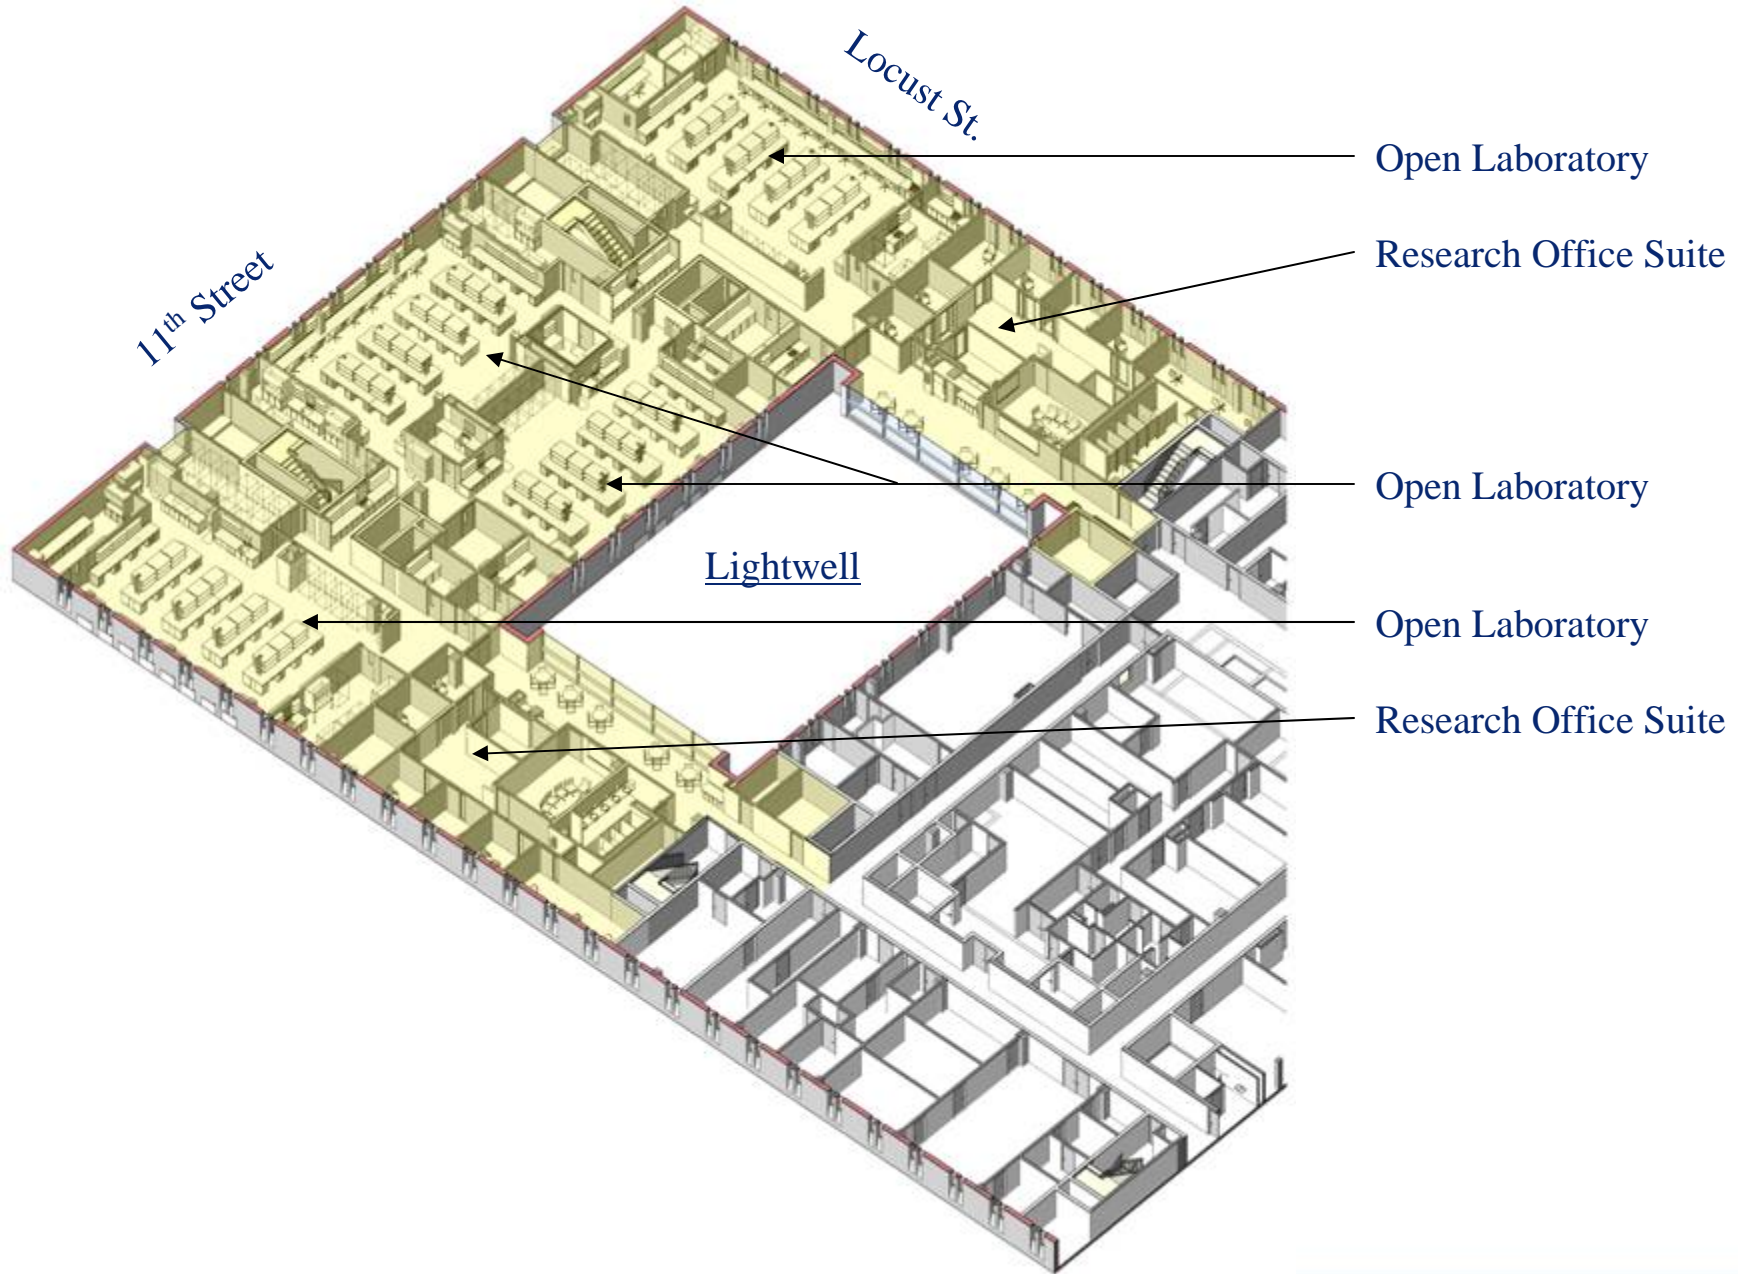 Locust St.
Open Laboratory
Research Office Suite
11th Street
Open Laboratory
Lightwell
Open Laboratory
Research Office Suite